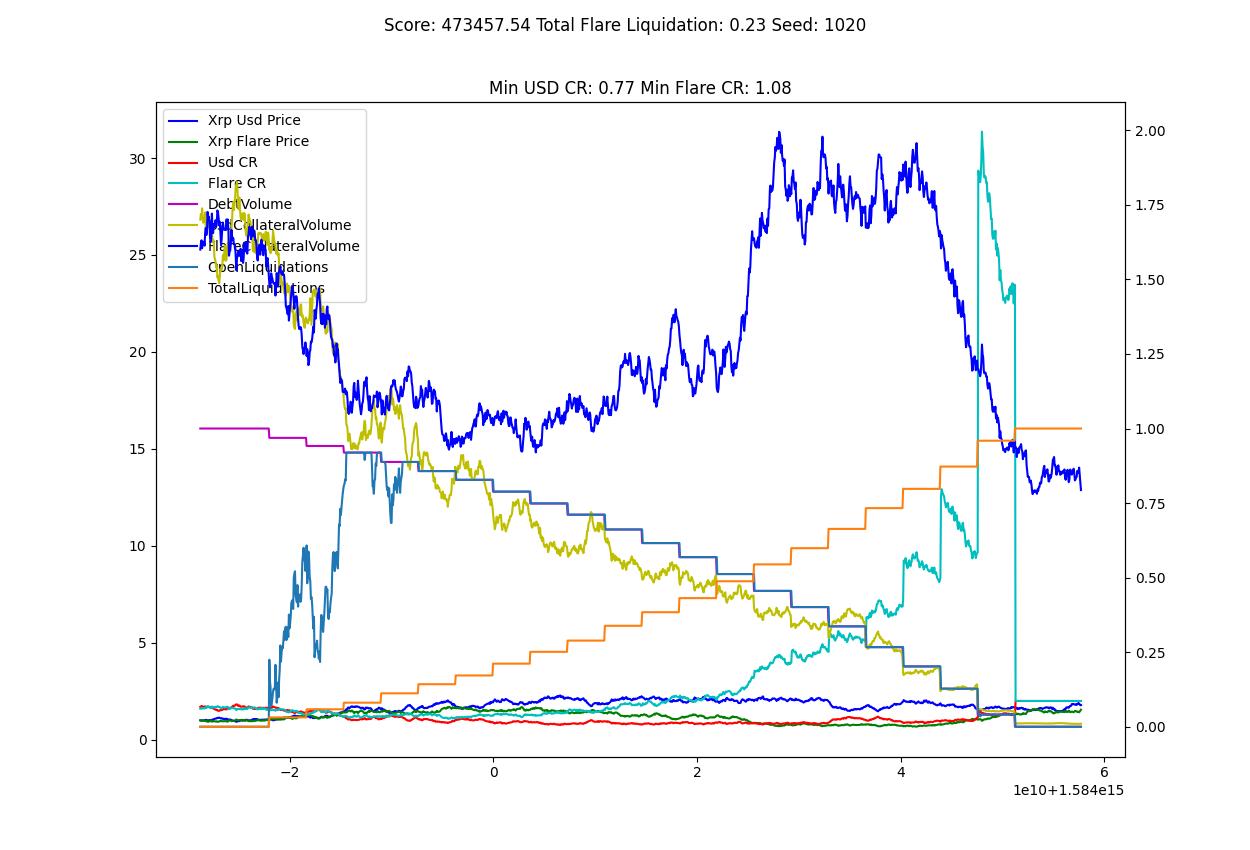 Score: 473457.54 Total Flare Liquidation: 0.23 Seed: 1020
Min USD CR: 0.77 Min Flare CR: 1.08
Xrp Usd Price
Xrp Flare Price
Usd CR
Flare CR
DebtVolume
UsdCollateralVolume
FlareCollateralVolume
OpenLiquidations
TotalLiquidations
30
25
20
15
10
5
0
2.00
1.75
1.50
1.25
1.00
0.75
0.50
0.25
0.00
−2 0 2 4 6
1e10+1.584e15